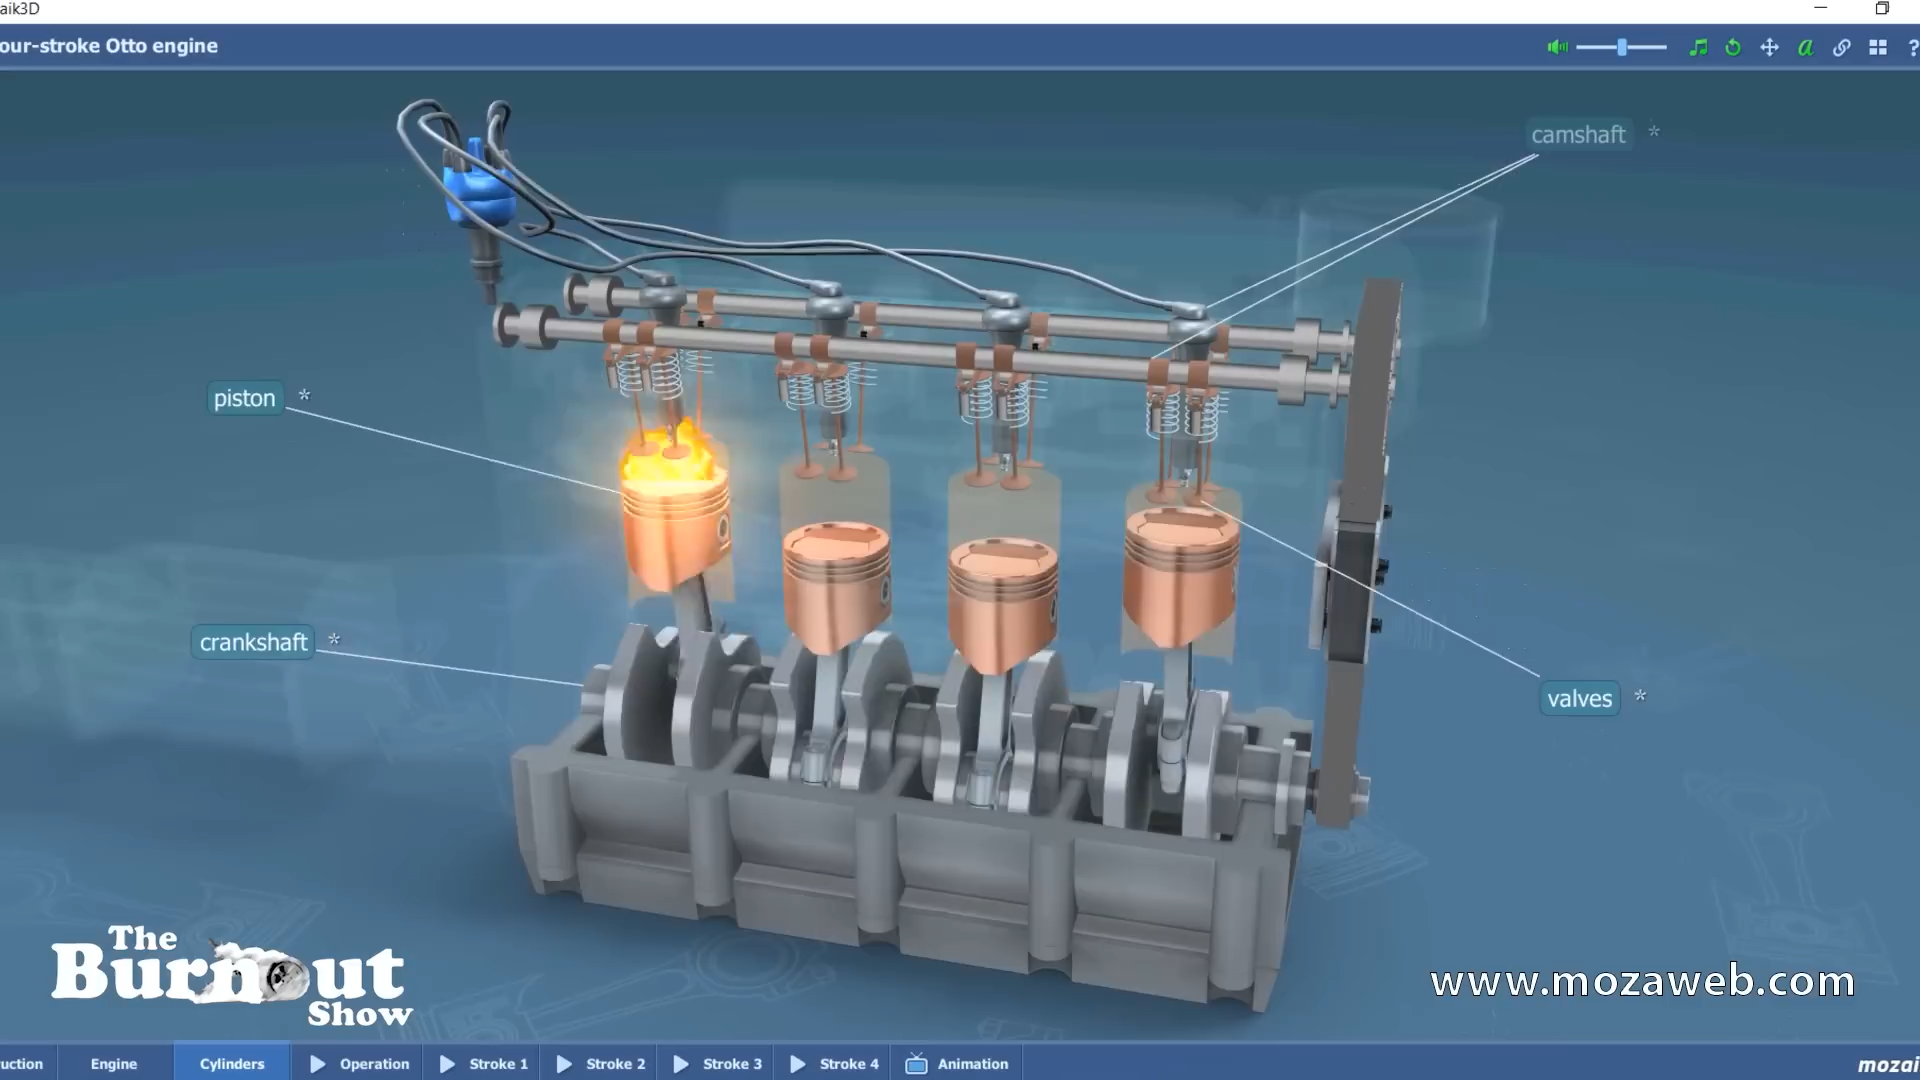 aik3D
our-stroke Otto engine
?
camshaft *
piston *
crankshaft *
valves *
The
Burnout
Show
www.mozaweb.com
uction
Engine
Cylinders
Operation
Stroke 1
Stroke 2
Stroke 3
Stroke 4
Animation
mozai